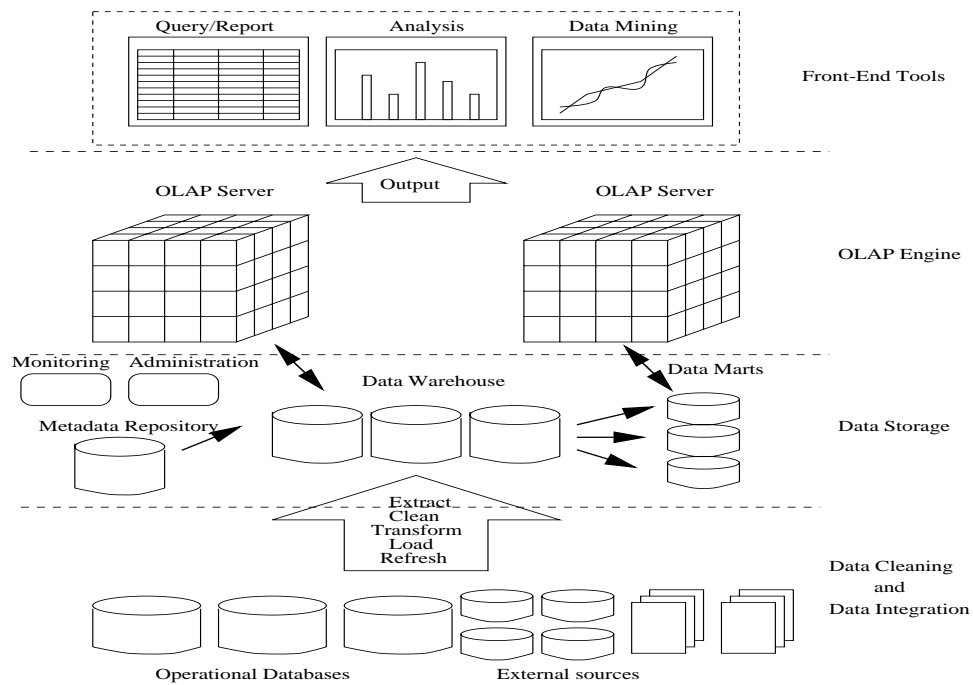 Query/Report
Analysis
Data Mining
Front-End Tools
Output
OLAP Server
OLAP Server
OLAP Engine
Monitoring
Administration
Data Warehouse
Data Marts
Metadata Repository
Data Storage
Extract
Clean
Transform
Load
Refresh
Data Cleaning
and
Data Integration
Operational Databases
External sources